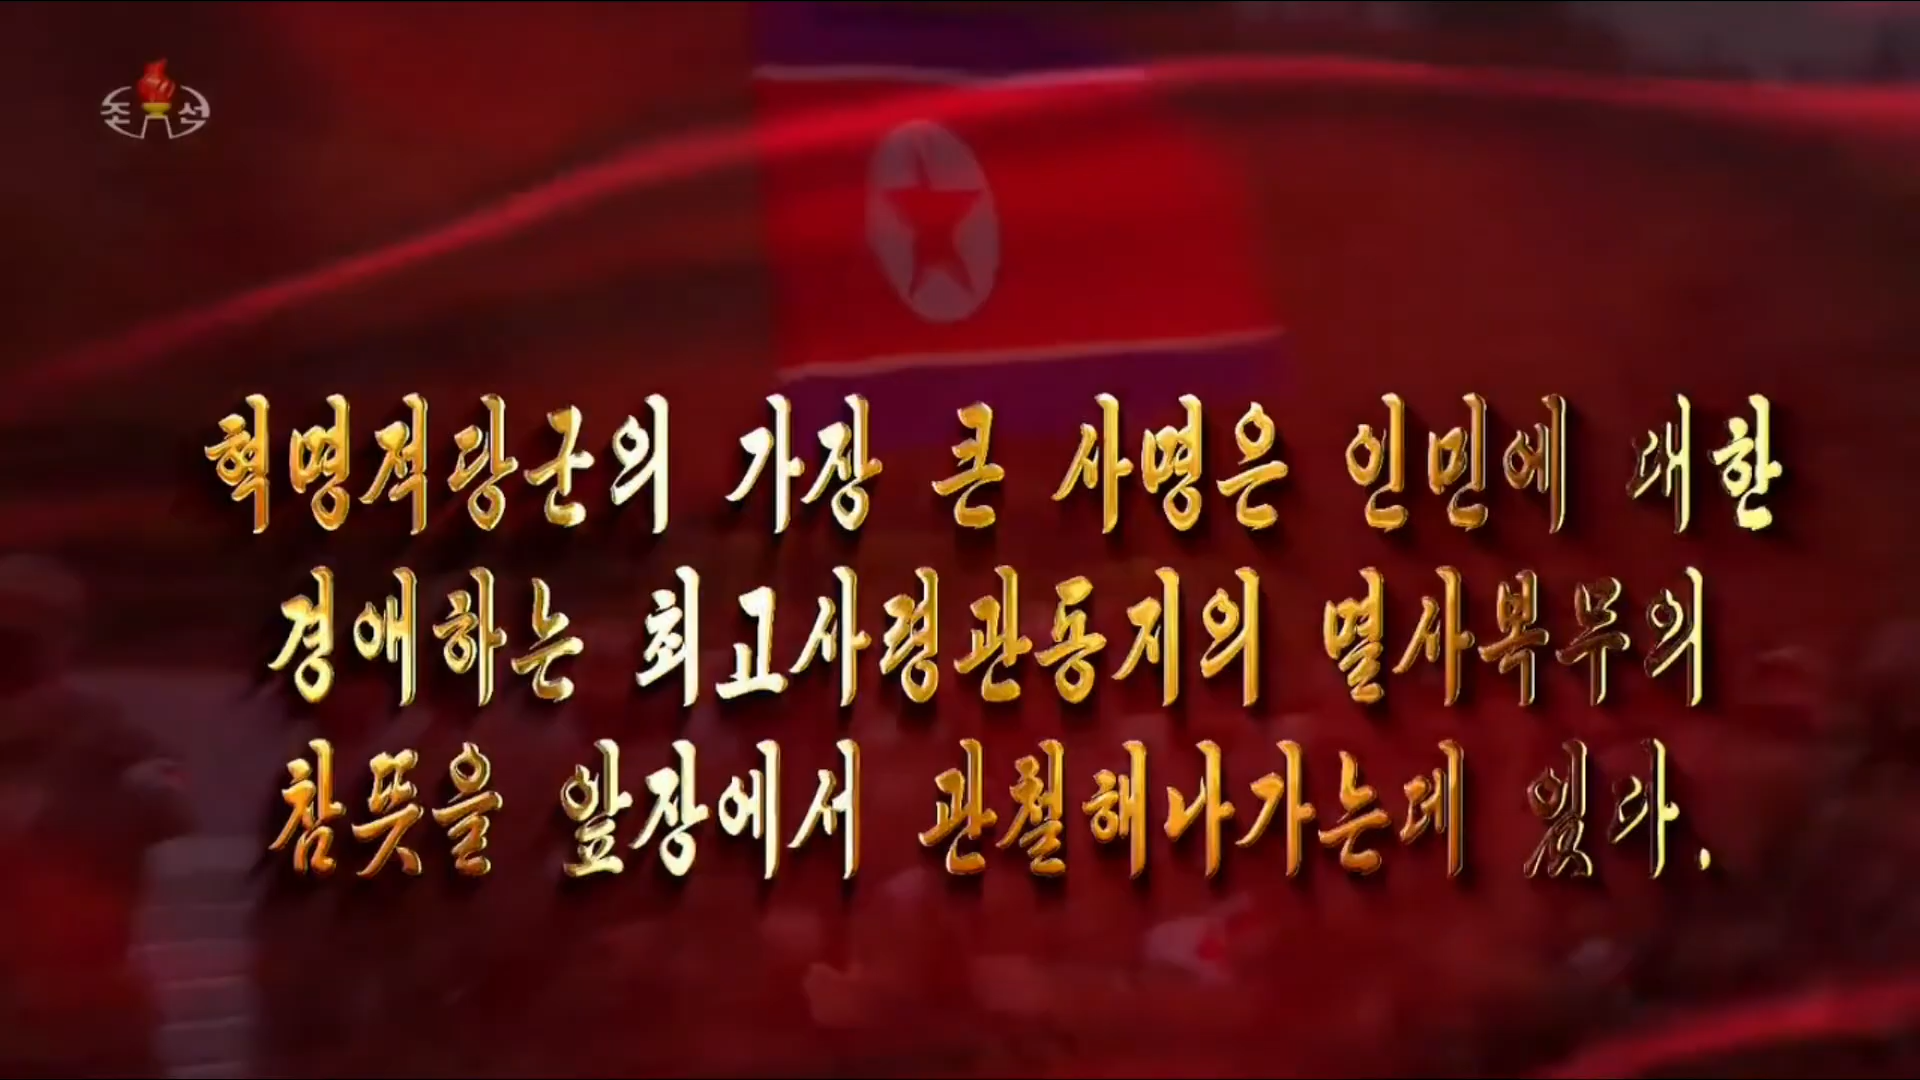 조선
혁명적당군의 가장 큰 사명은 인민에 대한
경애하는 최고사령관동지의 멸사복무의
참뜻을 앞장에서 관철해나가는데 있다.